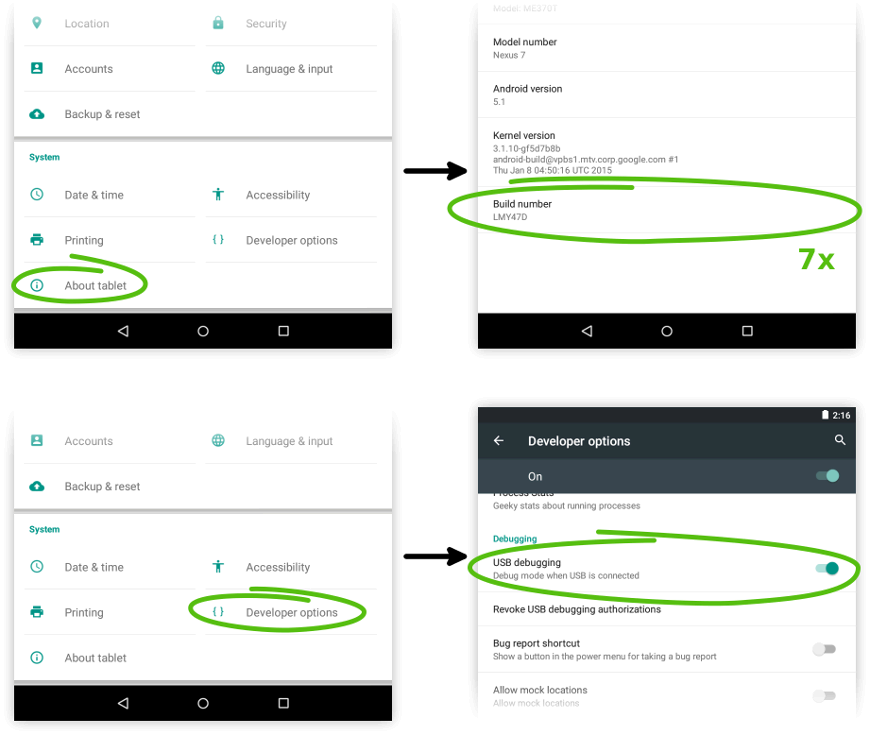 Location
Security
Accounts
Language & input
Backup & reset
System
Date & time
Accessibility
Printing
{ } Developer options
About tablet
Model: ME370T
Model number
Nexus 7
Android version
5.1
Kernel version
3.1.10-gf5d7b8b
android-build@vpbs1.mtv.corp.google.com #1
Thu Jan 8 04:50:16 UTC 2015
Build number
LMY47D
7x
Accounts
Language & input
Backup & reset
System
Date & time
Accessibility
Printing
{ } Developer options
About tablet
2:16
Developer options
On
Process Stats
Geeky stats about running processes
Debugging
USB debugging
Debug mode when USB is connected
Revoke USB debugging authorizations
Bug report shortcut
Show a button in the power menu for taking a bug report
Allow mock locations
Allow mock locations